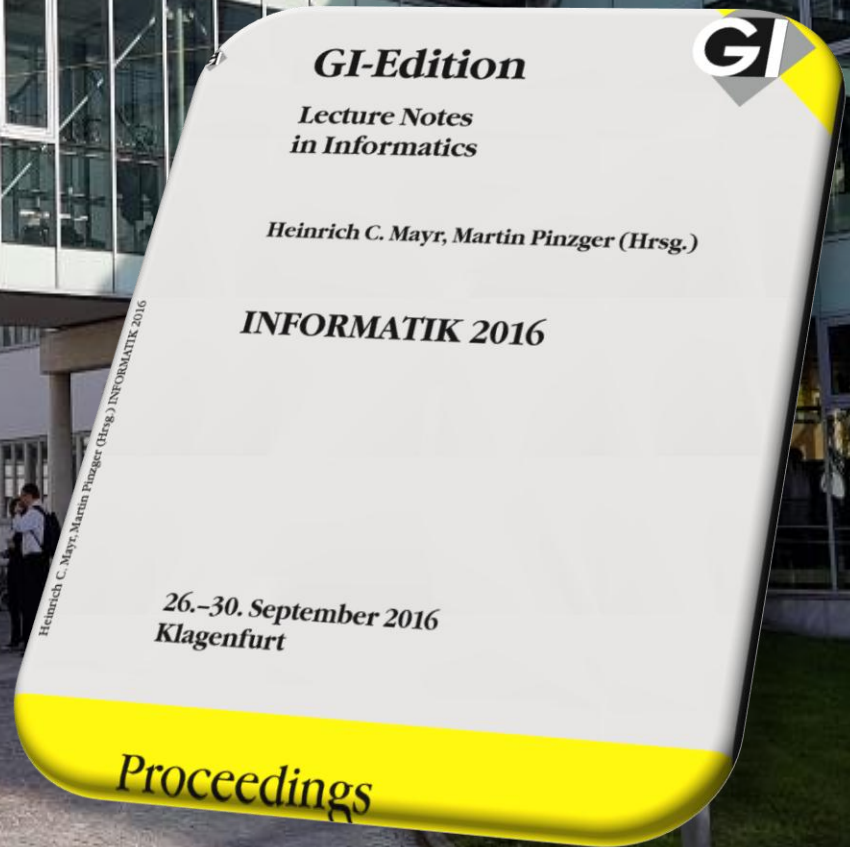 GI-Edition
GI
Lecture Notes
in Informatics
Heinrich C. Mayr, Martin Pinzger (Hrsg.)
INFORMATIK 2016
26.–30. September 2016
Klagenfurt
Proceedings
Heinrich C. Mayr, Martin Pinzger (Hrsg.) INFORMATIK 2016